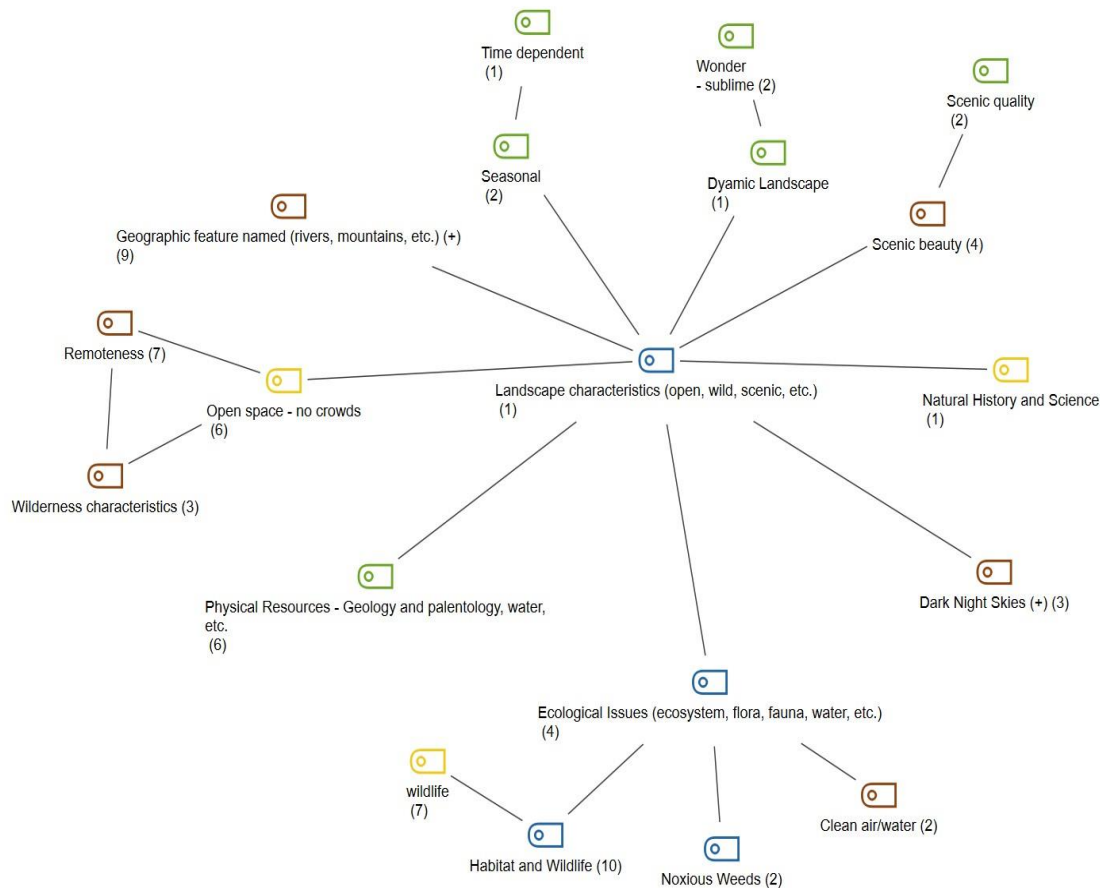 Time dependent
(1)
Wonder
- sublime (2)
Scenic quality
(2)
Seasonal
(2)
Dyamic Landscape
(1)
Geographic feature named (rivers, mountains, etc.) (+)
(9)
Scenic beauty (4)
Remoteness (7)
Open space - no crowds
(6)
Landscape characteristics (open, wild, scenic, etc.)
(1)
Natural History and Science
(1)
Wilderness characteristics (3)
Physical Resources - Geology and palentology, water,
etc.
(6)
Dark Night Skies (+) (3)
Ecological Issues (ecosystem, flora, fauna, water, etc.)
(4)
wildlife
(7)
Clean air/water (2)
Habitat and Wildlife (10)
Noxious Weeds (2)